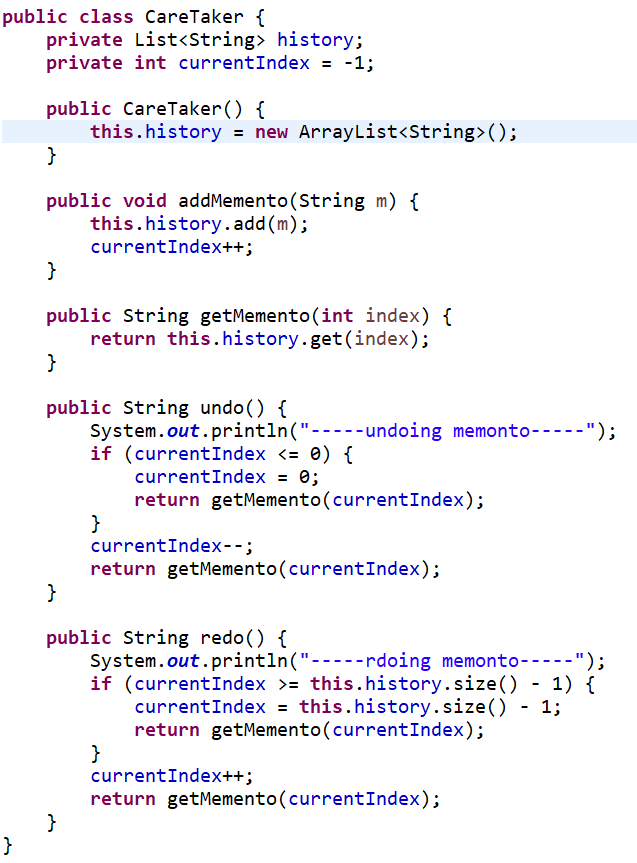 public class CareTaker {
    private List<String> history;
    private int currentIndex = -1;

    public CareTaker() {
        this.history = new ArrayList<String>();
    }

    public void addMemento(String m) {
        this.history.add(m);
        currentIndex++;
    }

    public String getMemento(int index) {
        return this.history.get(index);
    }

    public String undo() {
        System.out.println("-----undoing memonto-----");
        if (currentIndex <= 0) {
            currentIndex = 0;
            return getMemento(currentIndex);
        }
        currentIndex--;
        return getMemento(currentIndex);
    }

    public String redo() {
        System.out.println("-----rdoing memonto-----");
        if (currentIndex >= this.history.size() - 1) {
            currentIndex = this.history.size() - 1;
            return getMemento(currentIndex);
        }
        currentIndex++;
        return getMemento(currentIndex);
    }
}